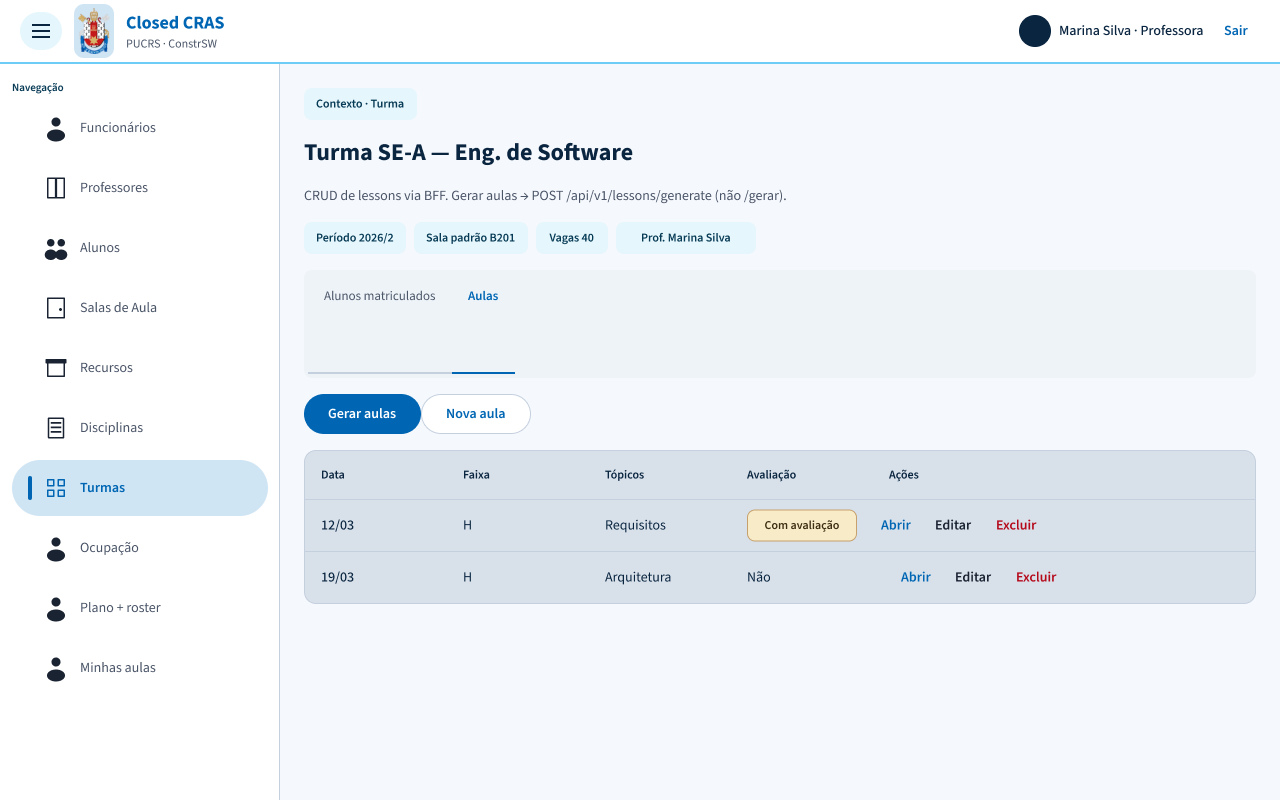 Closed CRAS
PUCRS · ConstrSW
Marina Silva · Professora
Sair
Navegação
Funcionários
Professores
Alunos
Salas de Aula
Recursos
Disciplinas
Turmas
Ocupação
Plano + roster
Minhas aulas
Contexto · Turma
Turma SE-A — Eng. de Software
CRUD de lessons via BFF. Gerar aulas → POST /api/v1/lessons/generate (não /gerar).
Período 2026/2
Sala padrão B201
Vagas 40
Prof. Marina Silva
Alunos matriculados
Aulas
Gerar aulas
Nova aula
Data Faixa Tópicos Avaliação Ações
12/03 H Requisitos Com avaliação Abrir Editar Excluir
19/03 H Arquitetura Não Abrir Editar Excluir